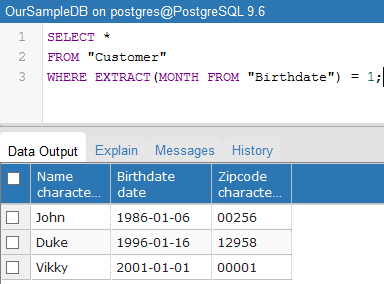 OurSampleDB on postgres@PostgreSQL 9.6
1 SELECT *
2 FROM "Customer"
3 WHERE EXTRACT(MONTH FROM "Birthdate") = 1;
Data Output Explain Messages History
Name Birthdate Zipcode
characte... date characte...
John 1986-01-06 00256
Duke 1996-01-16 12958
Vikky 2001-01-01 00001